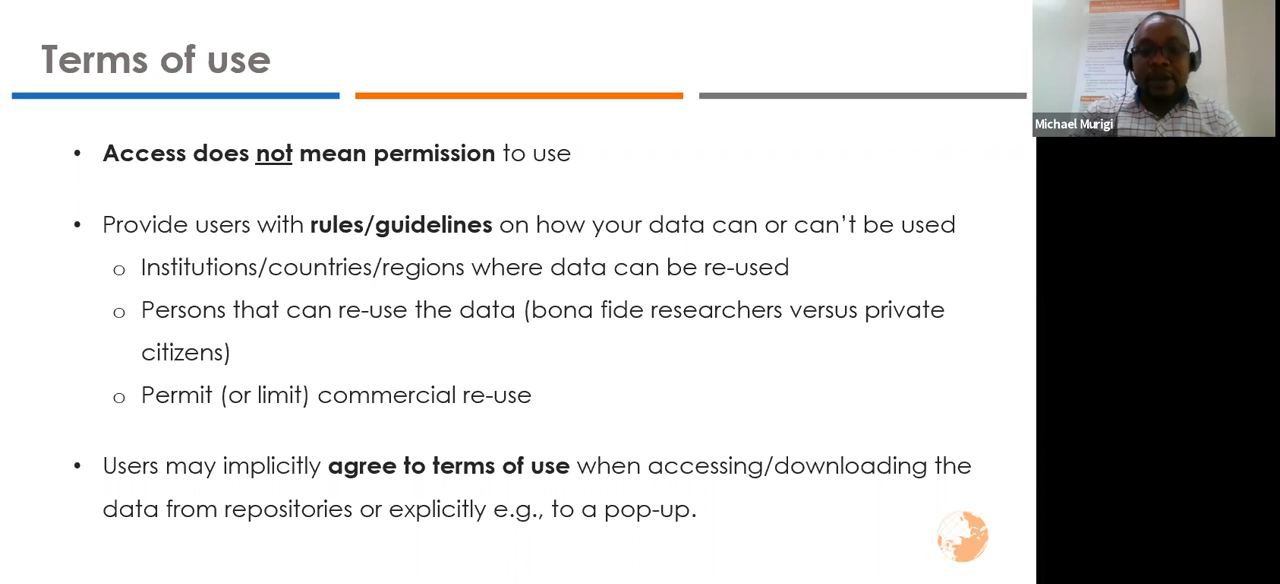 Terms of use
• Access does not mean permission to use
• Provide users with rules/guidelines on how your data can or can’t be used
o Institutions/countries/regions where data can be re-used
o Persons that can re-use the data (bona fide researchers versus private
citizens)
o Permit (or limit) commercial re-use
• Users may implicitly agree to terms of use when accessing/downloading the
data from repositories or explicitly e.g., to a pop-up.
Michael Murigi